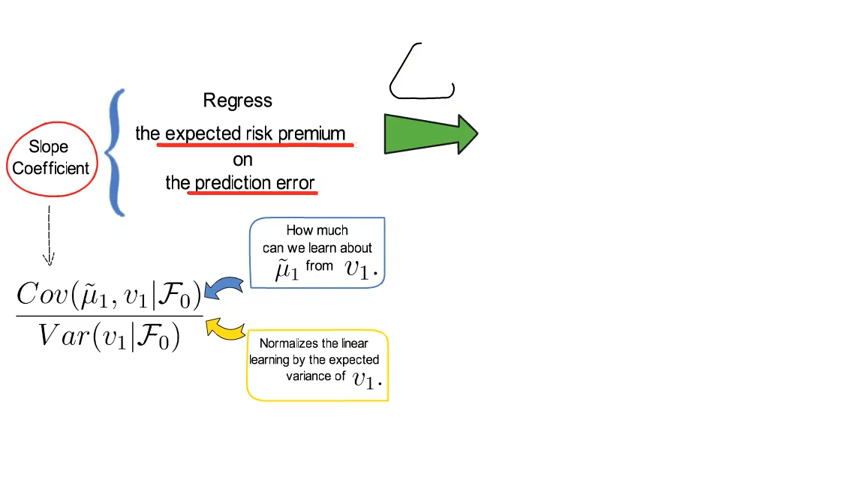 Regress
the expected risk premium
on
the prediction error
Slope
Coefficient
How much
can we learn about
μ̃₁ from v₁.
Cov(μ̃₁, v₁|ℱ₀)
Var(v₁|ℱ₀)
Normalizes the linear
learning by the expected
variance of v₁.